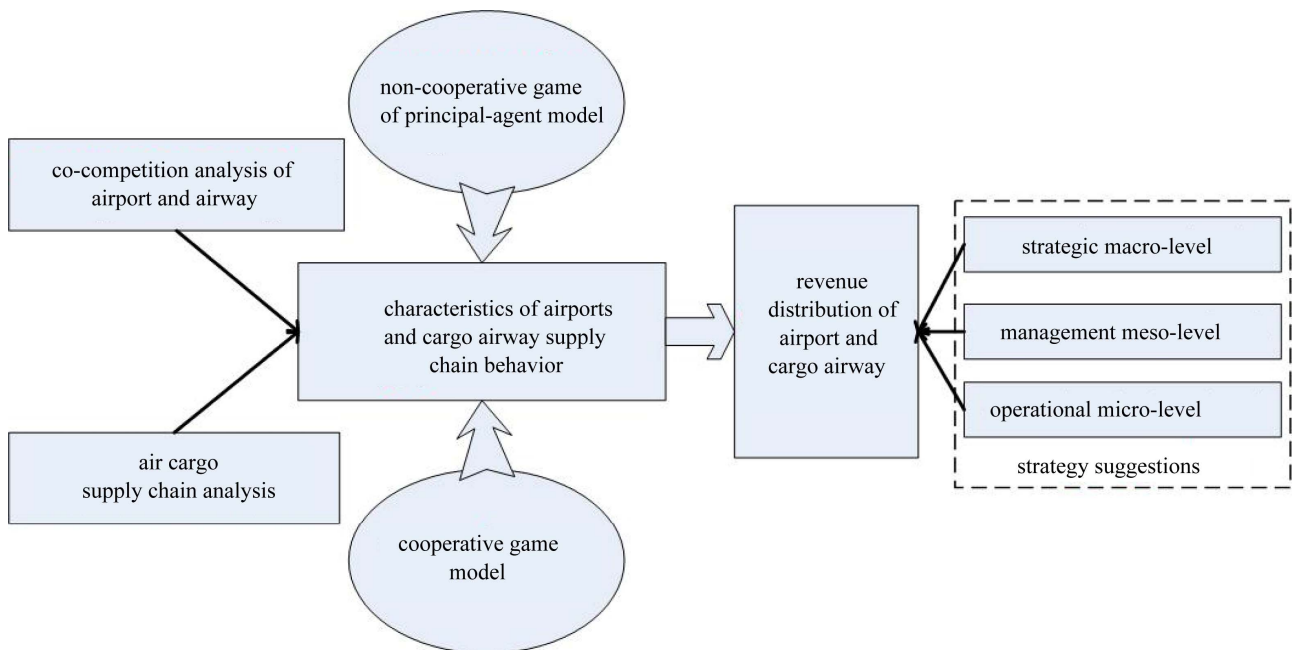 non-cooperative game
of principal-agent model
co-competition analysis of
airport and airway
strategic macro-level
characteristics of airports
and cargo airway supply
chain behavior
revenue
distribution of
airport and
cargo airway
management meso-level
operational micro-level
air cargo
supply chain analysis
strategy suggestions
cooperative game
model